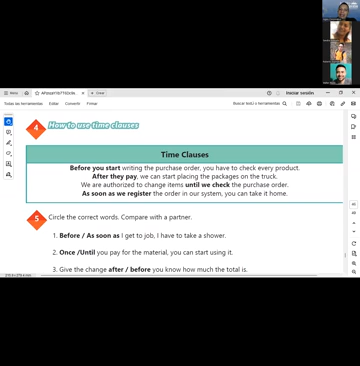 Menú
+ Crear
Iniciar sesión
Todas las herramientas Editar Convertir Firmar
4 How to use time clauses
Time Clauses
Before you start writing the purchase order, you have to check every product.
After they pay, we can start placing the packages on the truck.
We are authorized to change items until we check the purchase order.
As soon as we register the order in our system, you can take it home.
5 Circle the correct words. Compare with a partner.
1. Before / As soon as I get to job, I have to take a shower.
2. Once /Until you pay for the material, you can start using it.
3. Give the change after / before you know how much the total is.